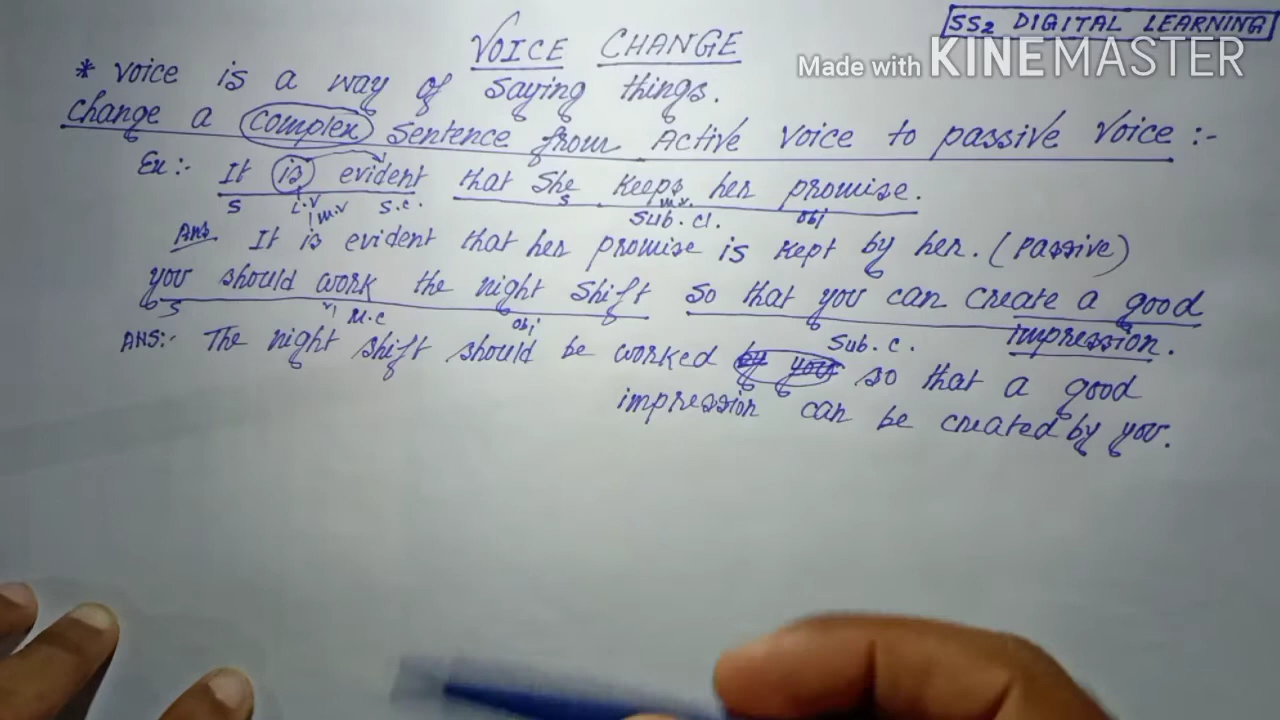 SS2 DIGITAL LEARNING
Made with KINEMASTER
VOICE CHANGE
* Voice is a way of saying things.
Change a complex sentence from Active voice to passive voice :-
Ex:- It is evident that She keeps her promise.
S L.V S.C. S M.V.
M.V Sub. Cl. obj
Ans It is evident that her promise is kept by her. (Passive)
You should work the night shift so that you can create a good
impression.
S V1 M.C obj Sub. C.
ANS:- The night shift should be worked by you so that a good
impression can be created by you.